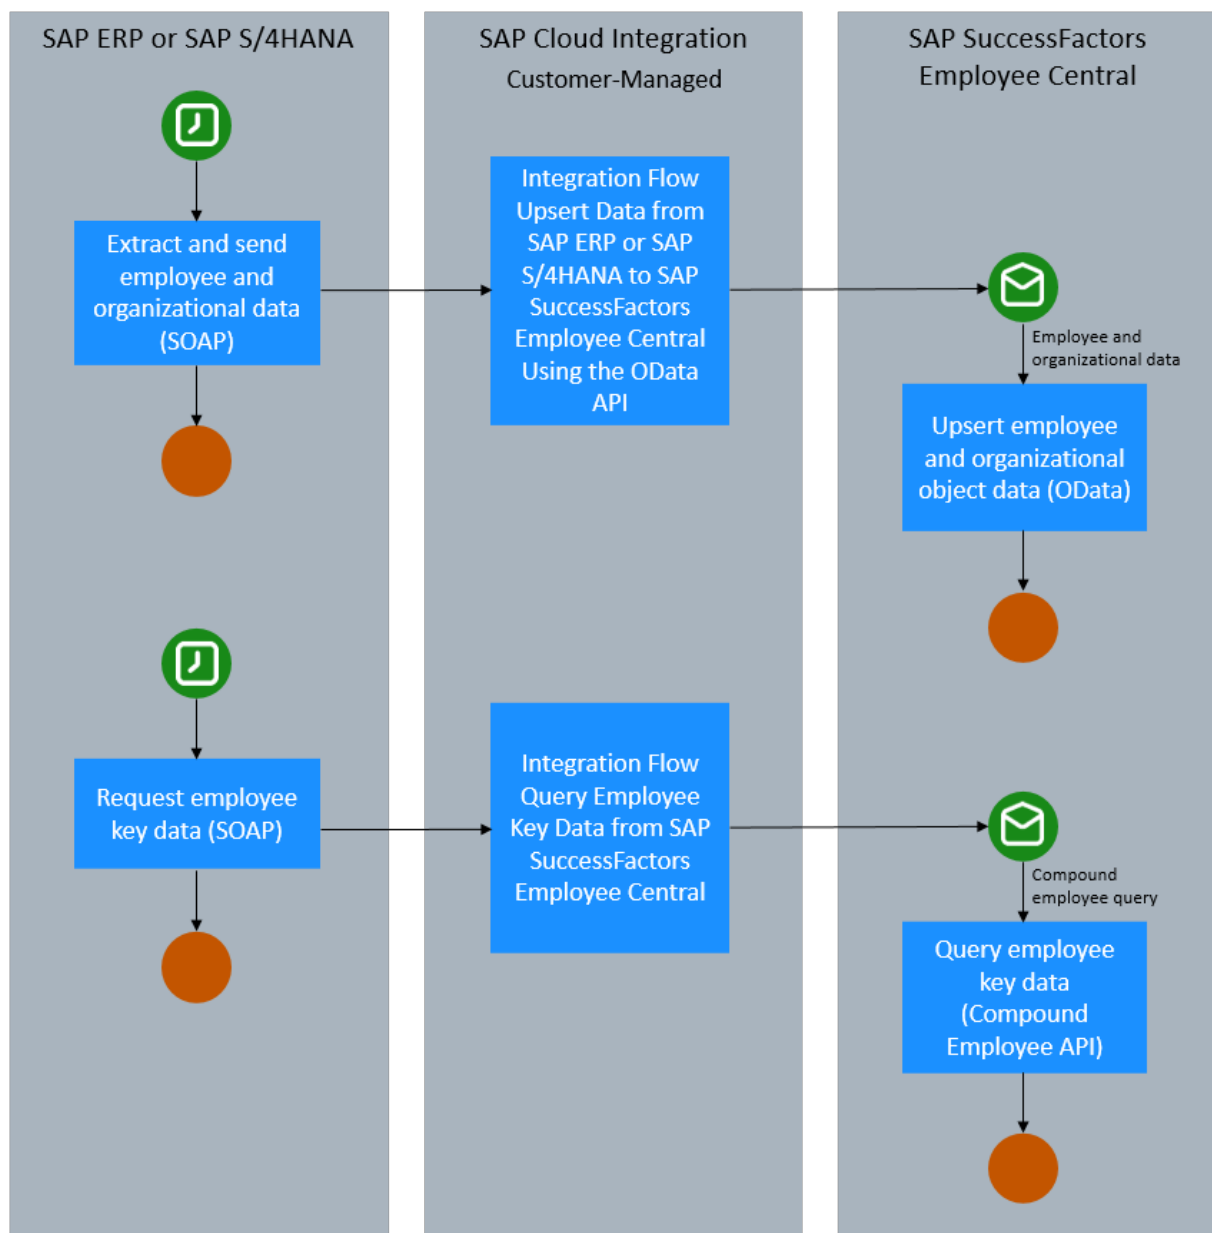 SAP ERP or SAP S/4HANA
SAP Cloud Integration
Customer-Managed
SAP SuccessFactors
Employee Central
Extract and send
employee and
organizational data
(SOAP)
Integration Flow
Upsert Data from
SAP ERP or SAP
S/4HANA to SAP
SuccessFactors
Employee Central
Using the OData
API
Employee and
organizational data
Upsert employee
and organizational
object data (OData)
Request employee
key data (SOAP)
Integration Flow
Query Employee
Key Data from SAP
SuccessFactors
Employee Central
Compound
employee query
Query employee
key data
(Compound
Employee API)